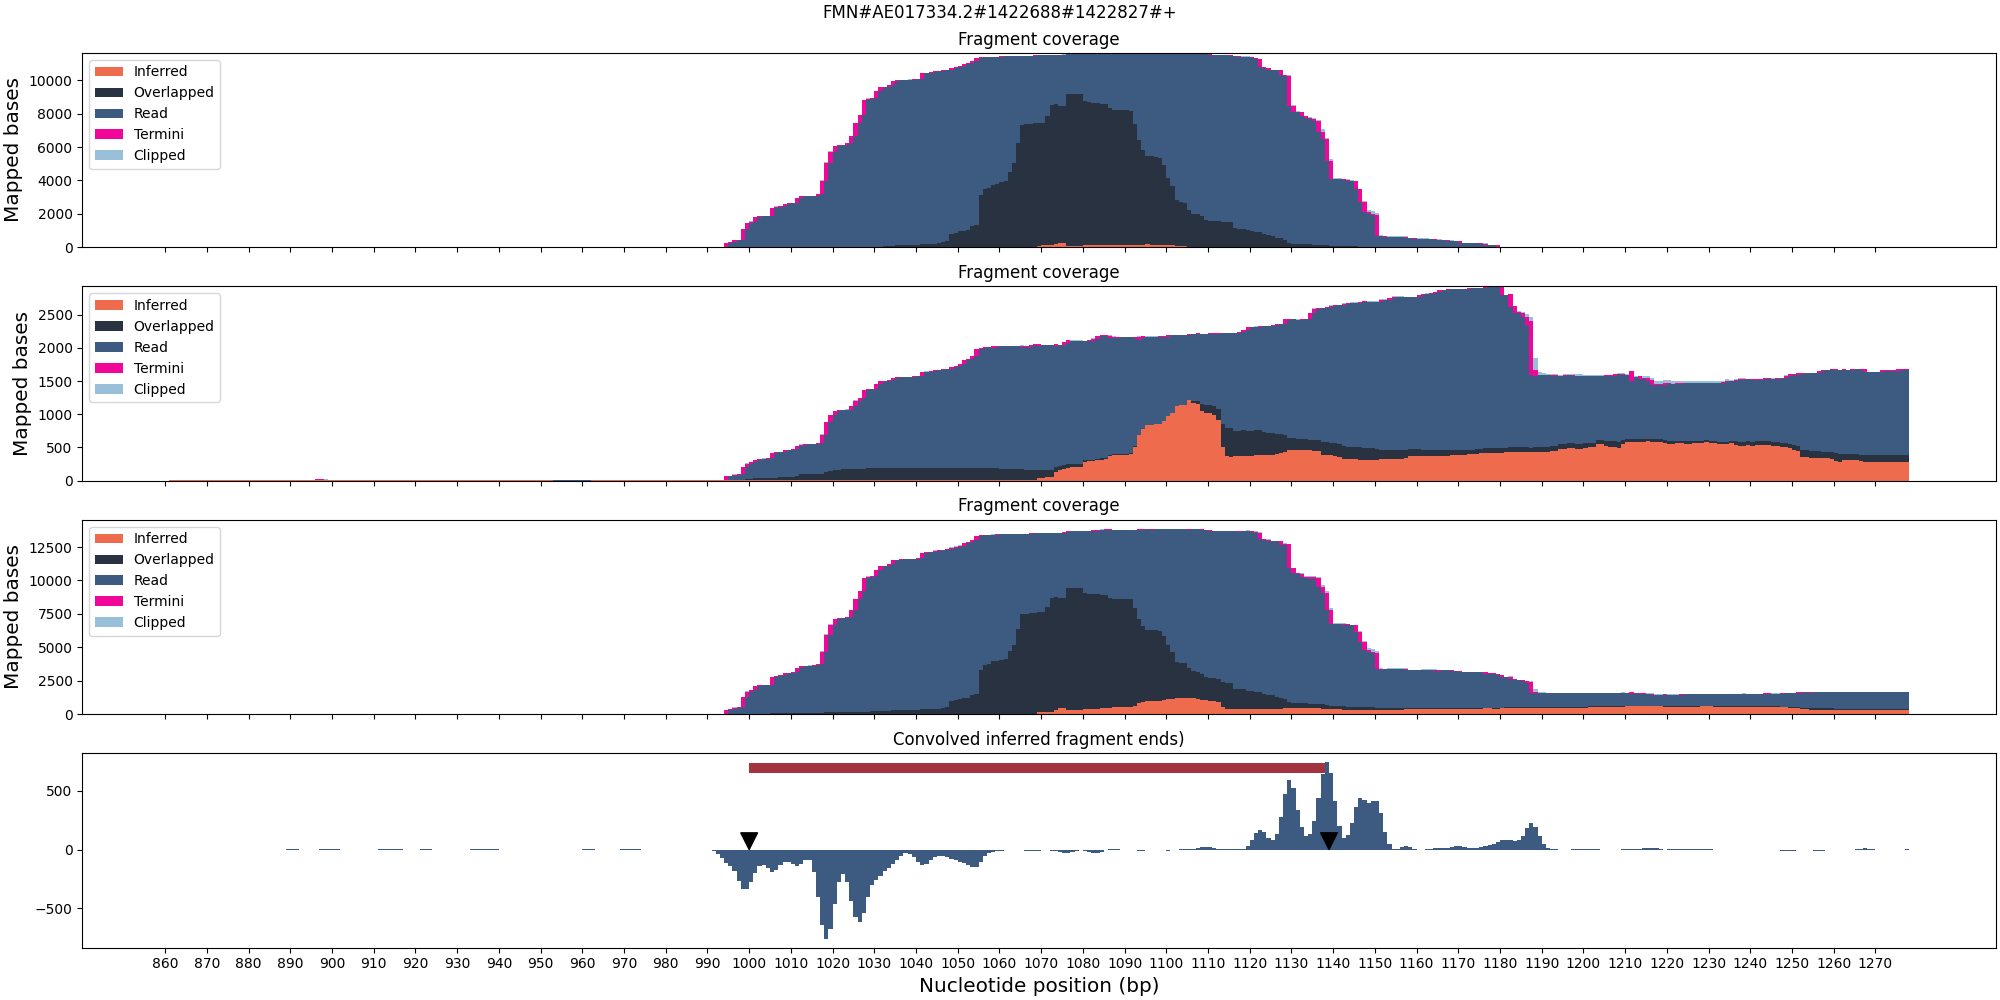 FMN#AE017334.2#1422688#1422827#+
Fragment coverage
Mapped bases
10000
8000
6000
4000
2000
0
Inferred
Overlapped
Read
Termini
Clipped
Fragment coverage
Mapped bases
2500
2000
1500
1000
500
0
Inferred
Overlapped
Read
Termini
Clipped
Fragment coverage
Mapped bases
12500
10000
7500
5000
2500
0
Inferred
Overlapped
Read
Termini
Clipped
Convolved inferred fragment ends)
500
0
−500
860 870 880 890 900 910 920 930 940 950 960 970 980 990 1000 1010 1020 1030 1040 1050 1060 1070 1080 1090 1100 1110 1120 1130 1140 1150 1160 1170 1180 1190 1200 1210 1220 1230 1240 1250 1260 1270
Nucleotide position (bp)